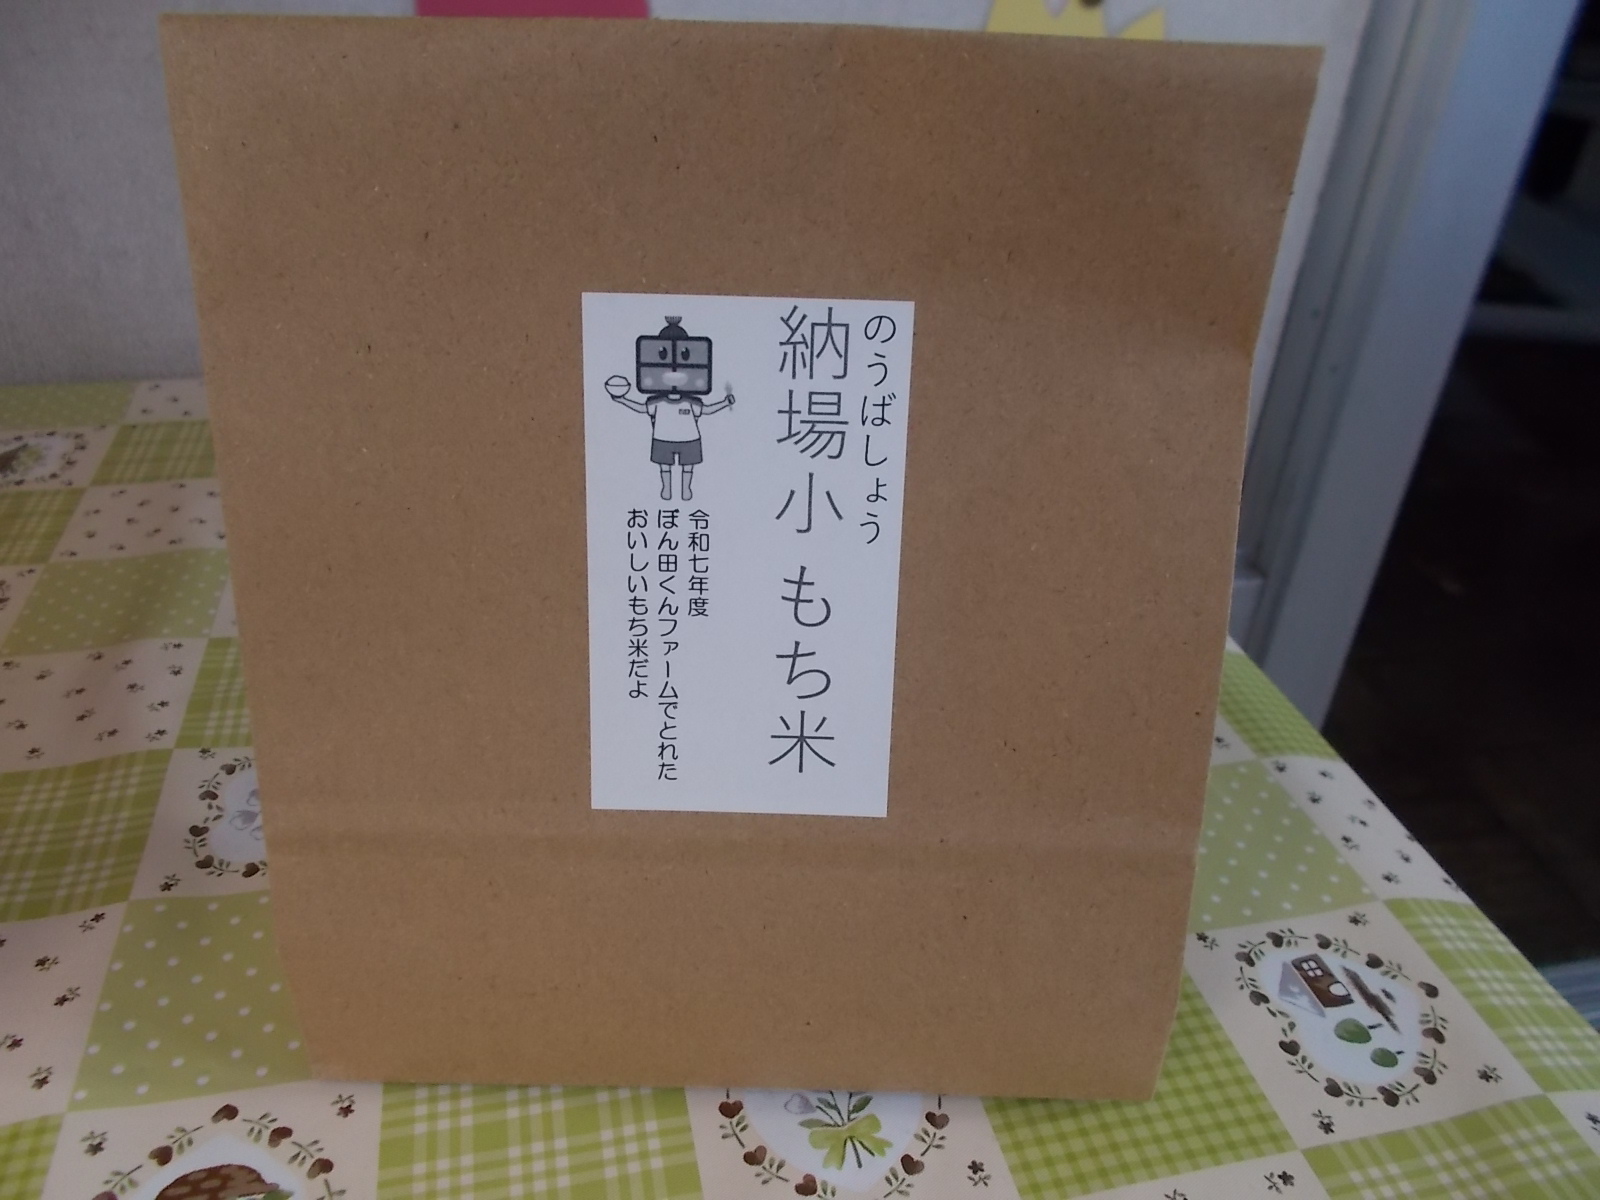 のうばしょう
納場小 もち米
令和七年度
ぽん田くんファームでとれた
おいしいもち米だよ